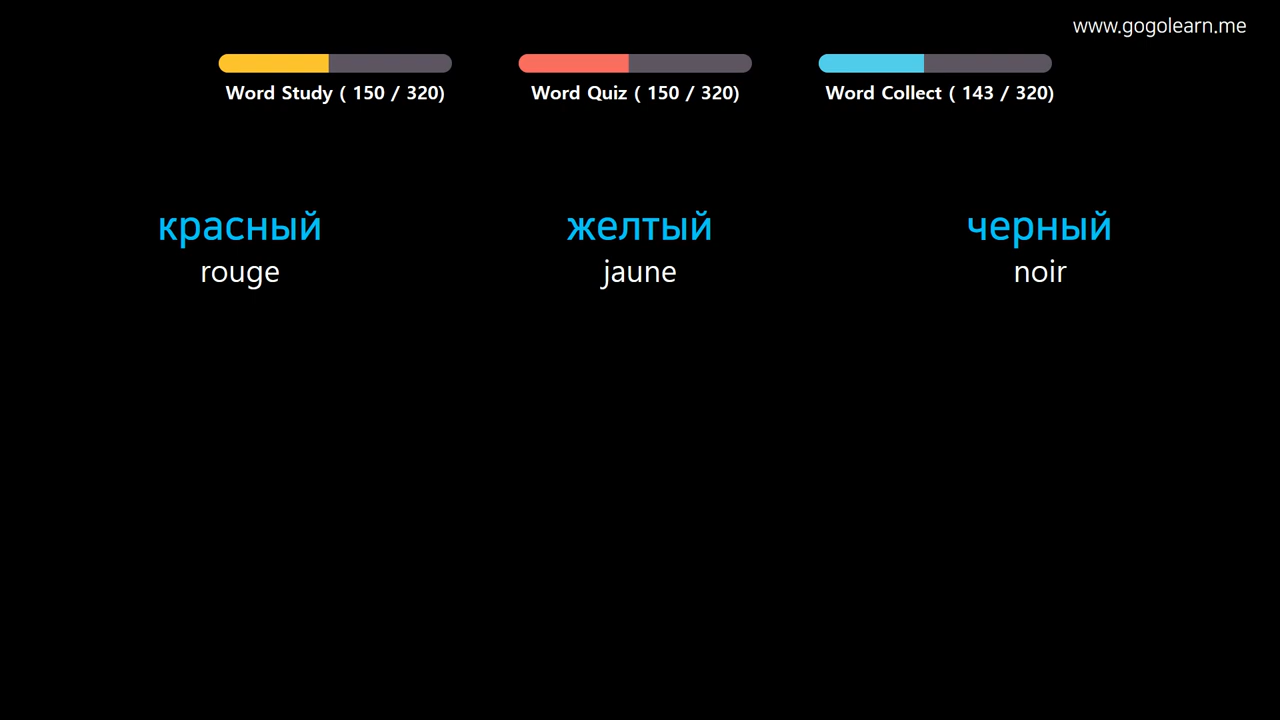 www.gogolearn.me
Word Study ( 150 / 320)
Word Quiz ( 150 / 320)
Word Collect ( 143 / 320)
красный
rouge
желтый
jaune
черный
noir